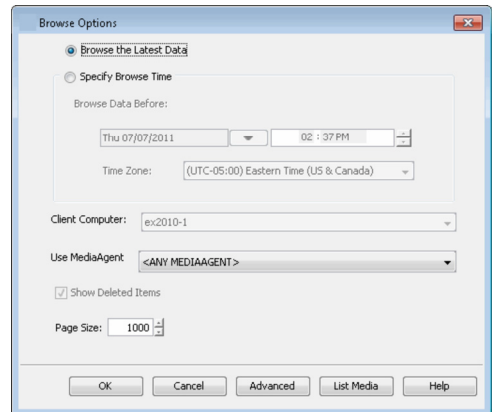 Browse Options
Browse the Latest Data
Specify Browse Time
Browse Data Before:
Thu 07/07/2011 02 : 37 PM
Time Zone: (UTC-05:00) Eastern Time (US & Canada)
Client Computer: ex2010-1
Use MediaAgent <ANY MEDIAAGENT>
Show Deleted Items
Page Size: 1000
OK Cancel Advanced List Media Help